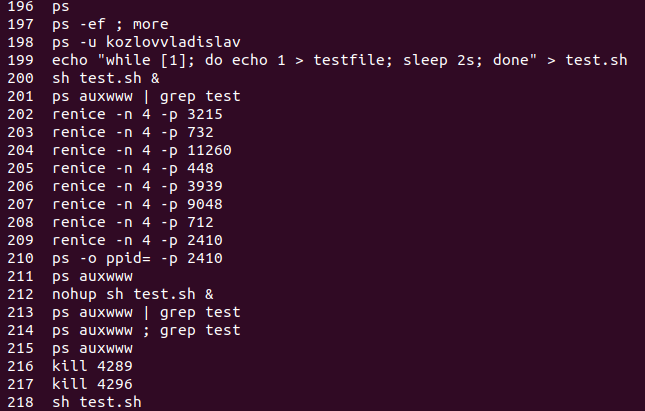 196 ps
197 ps -ef ; more
198 ps -u kozlovvladislav
199 echo "while [1]; do echo 1 > testfile; sleep 2s; done" > test.sh
200 sh test.sh &
201 ps auxwww | grep test
202 renice -n 4 -p 3215
203 renice -n 4 -p 732
204 renice -n 4 -p 11260
205 renice -n 4 -p 448
206 renice -n 4 -p 3939
207 renice -n 4 -p 9048
208 renice -n 4 -p 712
209 renice -n 4 -p 2410
210 ps -o ppid= -p 2410
211 ps auxwww
212 nohup sh test.sh &
213 ps auxwww | grep test
214 ps auxwww ; grep test
215 ps auxwww
216 kill 4289
217 kill 4296
218 sh test.sh